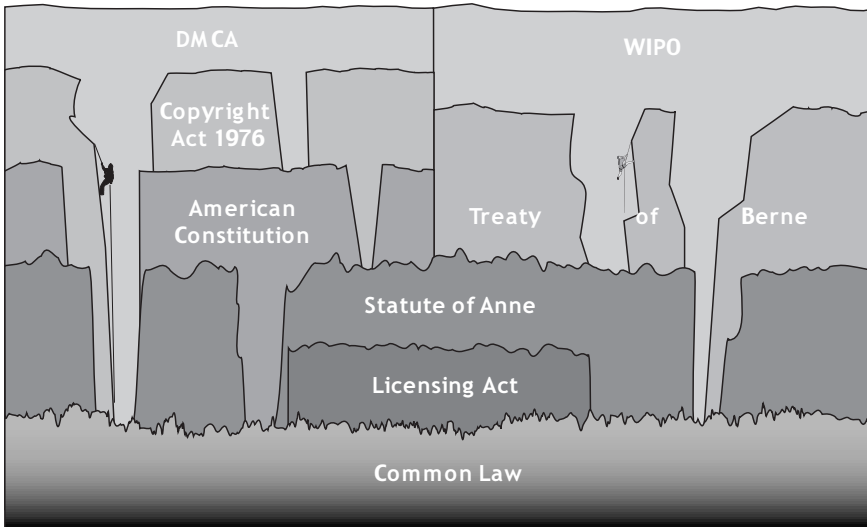 DMCA
WIPO
Copyright
Act 1976
American
Constitution
Treaty of Berne
Statute of Anne
Licensing Act
Common Law